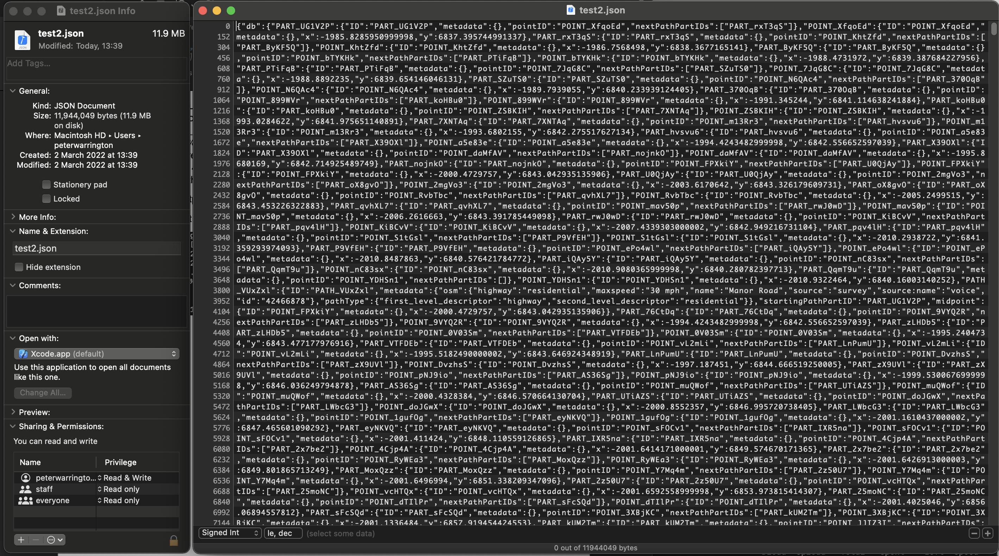 test2.json Info
test2.json 11.9 MB
Modified: Today, 13:39
JSON
Add Tags...
General:
Kind: JSON Document
Size: 11,944,049 bytes (11.9 MB
on disk)
Where: Macintosh HD ▸ Users ▸
peterwarrington
Created: 2 March 2022 at 13:39
Modified: 2 March 2022 at 13:39
Stationery pad
Locked
More Info:
Name & Extension:
test2.json
Hide extension
Comments:
Open with:
Xcode.app (default)
Use this application to open all documents
like this one.
Change All...
Preview:
Sharing & Permissions:
You can read and write
Name Privilege
peterwarringto... Read & Write
staff Read only
everyone Read only
test2.json
0 {"db":{"PART_UG1V2P":{"ID":"PART_UG1V2P","metadata":{},"pointID":"POINT_XfqoEd","nextPathPartIDs":["PART_rxT3qS"]},"POINT_XfqoEd":{"ID":"POINT_XfqoEd","
152 metadata":{},"x":-1985.8285950999998,"y":6837.395744991337},"PART_rxT3qS":{"ID":"PART_rxT3qS","metadata":{},"pointID":"POINT_KhtZfd","nextPathPartIDs":[
304 "PART_ByKF5Q"]},"POINT_KhtZfd":{"ID":"POINT_KhtZfd","metadata":{},"x":-1986.7568498,"y":6838.3677165141},"PART_ByKF5Q":{"ID":"PART_ByKF5Q","metadata":{}
456 ,"pointID":"POINT_bTYKHk","nextPathPartIDs":["PART_PTiFqB"]},"POINT_bTYKHk":{"ID":"POINT_bTYKHk","metadata":{},"x":-1988.4731972,"y":6839.387684227956},
608 "PART_PTiFqB":{"ID":"PART_PTiFqB","metadata":{},"pointID":"POINT_7JqG8C","nextPathPartIDs":["PART_SZuTS0"]},"POINT_7JqG8C":{"ID":"POINT_7JqG8C","metadat
760 a":{},"x":-1988.8892235,"y":6839.654146046131},"PART_SZuTS0":{"ID":"PART_SZuTS0","metadata":{},"pointID":"POINT_N6QAc4","nextPathPartIDs":["PART_370OqB"
912 ]},"POINT_N6QAc4":{"ID":"POINT_N6QAc4","metadata":{},"x":-1989.7939055,"y":6840.233939124405},"PART_370OqB":{"ID":"PART_370OqB","metadata":{},"pointID":
1064 "POINT_899WVr","nextPathPartIDs":["PART_koHBu0"]},"POINT_899WVr":{"ID":"POINT_899WVr","metadata":{},"x":-1991.345244,"y":6841.114638241884},"PART_koHBu0
1216 ":{"ID":"PART_koHBu0","metadata":{},"pointID":"POINT_ZSBKIH","nextPathPartIDs":["PART_7XNTAq"]},"POINT_ZSBKIH":{"ID":"POINT_ZSBKIH","metadata":{},"x":-1
1368 993.0284622,"y":6841.975651140891},"PART_7XNTAq":{"ID":"PART_7XNTAq","metadata":{},"pointID":"POINT_m13Rr3","nextPathPartIDs":["PART_hvsvu6"]},"POINT_m1
1520 3Rr3":{"ID":"POINT_m13Rr3","metadata":{},"x":-1993.6802155,"y":6842.275517627134},"PART_hvsvu6":{"ID":"PART_hvsvu6","metadata":{},"pointID":"POINT_a5e83
1672 e","nextPathPartIDs":["PART_X39OXl"]},"POINT_a5e83e":{"ID":"POINT_a5e83e","metadata":{},"x":-1994.4243482999998,"y":6842.556652597039},"PART_X39OXl":{"I
1824 D":"PART_X39OXl","metadata":{},"pointID":"POINT_daMfAV","nextPathPartIDs":["PART_nojnkO"]},"POINT_daMfAV":{"ID":"POINT_daMfAV","metadata":{},"x":-1995.8
1976 680169,"y":6842.714925489749},"PART_nojnkO":{"ID":"PART_nojnkO","metadata":{},"pointID":"POINT_FPXkiY","nextPathPartIDs":["PART_U0QjAy"]},"POINT_FPXkiY"
2128 :{"ID":"POINT_FPXkiY","metadata":{},"x":-2000.4729757,"y":6843.042935135906},"PART_U0QjAy":{"ID":"PART_U0QjAy","metadata":{},"pointID":"POINT_2mgVo3","n
2280 extPathPartIDs":["PART_oX8gvO"]},"POINT_2mgVo3":{"ID":"POINT_2mgVo3","metadata":{},"x":-2003.6170642,"y":6843.326179609731},"PART_oX8gvO":{"ID":"PART_oX
2432 8gvO","metadata":{},"pointID":"POINT_RvbTbc","nextPathPartIDs":["PART_qvhXL7"]},"POINT_RvbTbc":{"ID":"POINT_RvbTbc","metadata":{},"x":-2005.2499515,"y":
2584 6843.453226322883},"PART_qvhXL7":{"ID":"PART_qvhXL7","metadata":{},"pointID":"POINT_mav50p","nextPathPartIDs":["PART_rwJ0wD"]},"POINT_mav50p":{"ID":"POI
2736 NT_mav50p","metadata":{},"x":-2006.2616663,"y":6843.391785449098},"PART_rwJ0wD":{"ID":"PART_rwJ0wD","metadata":{},"pointID":"POINT_KiBCvV","nextPathPart
2888 IDs":["PART_pqv4lH"]},"POINT_KiBCvV":{"ID":"POINT_KiBCvV","metadata":{},"x":-2007.4339303000002,"y":6842.949216731104},"PART_pqv4lH":{"ID":"PART_pqv4lH"
3040 ,"metadata":{},"pointID":"POINT_S1tGsl","nextPathPartIDs":["PART_P9VfEH"]},"POINT_S1tGsl":{"ID":"POINT_S1tGsl","metadata":{},"x":-2010.2938722,"y":6841.
3192 359293974093},"PART_P9VfEH":{"ID":"PART_P9VfEH","metadata":{},"pointID":"POINT_ePo4wl","nextPathPartIDs":["PART_iQAy5Y"]},"POINT_ePo4wl":{"ID":"POINT_eP
3344 o4wl","metadata":{},"x":-2010.8487863,"y":6840.576421784772},"PART_iQAy5Y":{"ID":"PART_iQAy5Y","metadata":{},"pointID":"POINT_nC83sx","nextPathPartIDs":
3496 ["PART_QqmT9u"]},"POINT_nC83sx":{"ID":"POINT_nC83sx","metadata":{},"x":-2010.9080365999998,"y":6840.280782397713},"PART_QqmT9u":{"ID":"PART_QqmT9u","met
3648 adata":{},"pointID":"POINT_YDHSn1","nextPathPartIDs":[]},"POINT_YDHSn1":{"ID":"POINT_YDHSn1","metadata":{},"x":-2010.9322464,"y":6840.16003140252},"PATH
3800 _VUxZxl":{"ID":"PATH_VUxZxl","metadata":{"osm":{"highway":"residential","maxspeed":"30 mph","name":"Manor Road","source":"survey","source:name":"voice",
3952 "id":"42466878"},"pathType":{"first_level_descriptor":"highway","second_level_descriptor":"residential"}},"startingPathPartID":"PART_UG1V2P","midpoint":
4104 {"ID":"POINT_FPXkiY","metadata":{},"x":-2000.4729757,"y":6843.042935135906}},"PART_76CtDq":{"ID":"PART_76CtDq","metadata":{},"pointID":"POINT_9VYQ2R","n
4256 extPathPartIDs":["PART_zLHDb5"]},"POINT_9VYQ2R":{"ID":"POINT_9VYQ2R","metadata":{},"x":-1994.4243482999998,"y":6842.556652597039},"PART_zLHDb5":{"ID":"P
4408 ART_zLHDb5","metadata":{},"pointID":"POINT_0V03Sm","nextPathPartIDs":["PART_VTFDEb"]},"POINT_0V03Sm":{"ID":"POINT_0V03Sm","metadata":{},"x":-1995.240473
4560 4,"y":6843.477177976916},"PART_VTFDEb":{"ID":"PART_VTFDEb","metadata":{},"pointID":"POINT_vL2mLi","nextPathPartIDs":["PART_LnPumU"]},"POINT_vL2mLi":{"ID
4712 ":"POINT_vL2mLi","metadata":{},"x":-1995.5182490000002,"y":6843.646924348919},"PART_LnPumU":{"ID":"PART_LnPumU","metadata":{},"pointID":"POINT_DvzhsS","
4864 nextPathPartIDs":["PART_zX9UVl"]},"POINT_DvzhsS":{"ID":"POINT_DvzhsS","metadata":{},"x":-1997.187451,"y":6844.666519250005},"PART_zX9UVl":{"ID":"PART_zX
5016 9UVl","metadata":{},"pointID":"POINT_pNJ9io","nextPathPartIDs":["PART_AS36Sg"]},"POINT_pNJ9io":{"ID":"POINT_pNJ9io","metadata":{},"x":-1999.530067699999
5168 8,"y":6846.036249794878},"PART_AS36Sg":{"ID":"PART_AS36Sg","metadata":{},"pointID":"POINT_muQWof","nextPathPartIDs":["PART_UTiAZS"]},"POINT_muQWof":{"ID
5320 ":"POINT_muQWof","metadata":{},"x":-2000.4328384,"y":6846.570664130704},"PART_UTiAZS":{"ID":"PART_UTiAZS","metadata":{},"pointID":"POINT_doJGwX","nextPa
5472 thPartIDs":["PART_LWbcG3"]},"POINT_doJGwX":{"ID":"POINT_doJGwX","metadata":{},"x":-2000.8552357,"y":6846.995720738405},"PART_LWbcG3":{"ID":"PART_LWbcG3"
5624 ,"metadata":{},"pointID":"POINT_1gufOg","nextPathPartIDs":["PART_eyNKVQ"]},"POINT_1gufOg":{"ID":"POINT_1gufOg","metadata":{},"x":-2001.1610437000002,"y"
5776 :6847.465601090292},"PART_eyNKVQ":{"ID":"PART_eyNKVQ","metadata":{},"pointID":"POINT_sFOCv1","nextPathPartIDs":["PART_IXR5na"]},"POINT_sFOCv1":{"ID":"PO
5928 INT_sFOCv1","metadata":{},"x":-2001.411424,"y":6848.110559126865},"PART_IXR5na":{"ID":"PART_IXR5na","metadata":{},"pointID":"POINT_4Cjp4A","nextPathPart
6080 IDs":["PART_2x7be2"]},"POINT_4Cjp4A":{"ID":"POINT_4Cjp4A","metadata":{},"x":-2001.6414171000001,"y":6849.574670171365},"PART_2x7be2":{"ID":"PART_2x7be2"
6232 ,"metadata":{},"pointID":"POINT_RyWEa3","nextPathPartIDs":["PART_MoxQzz"]},"POINT_RyWEa3":{"ID":"POINT_RyWEa3","metadata":{},"x":-2001.6426913000003,"y"
6384 :6849.801865713249},"PART_MoxQzz":{"ID":"PART_MoxQzz","metadata":{},"pointID":"POINT_Y7Mq4m","nextPathPartIDs":["PART_2z50U7"]},"POINT_Y7Mq4m":{"ID":"PO
6536 INT_Y7Mq4m","metadata":{},"x":-2001.6496994,"y":6851.338209347096},"PART_2z50U7":{"ID":"PART_2z50U7","metadata":{},"pointID":"POINT_vcHTQx","nextPathPar
6688 tIDs":["PART_25moNC"]},"POINT_vcHTQx":{"ID":"POINT_vcHTQx","metadata":{},"x":-2001.6592558999998,"y":6853.973815414307},"PART_25moNC":{"ID":"PART_25moNC
6840 ","metadata":{},"pointID":"POINT_dTIlPr","nextPathPartIDs":["PART_sFcSQd"]},"POINT_dTIlPr":{"ID":"POINT_dTIlPr","metadata":{},"x":-2001.4025046,"y":6856
6992 .06894557812},"PART_sFcSQd":{"ID":"PART_sFcSQd","metadata":{},"pointID":"POINT_3XBjKC","nextPathPartIDs":["PART_kUM2Tm"]},"POINT_3XBjKC":{"ID":"POINT_3X
7144 BjKC","metadata":{},"x":-2001.1336484,"y":6857.919454424553},"PART_kUM2Tm":{"ID":"PART_kUM2Tm","metadata":{},"pointID":"POINT_JJTZ3I","nextPathPartIDs":
Signed Int le, dec (select some data)
0 out of 11944049 bytes